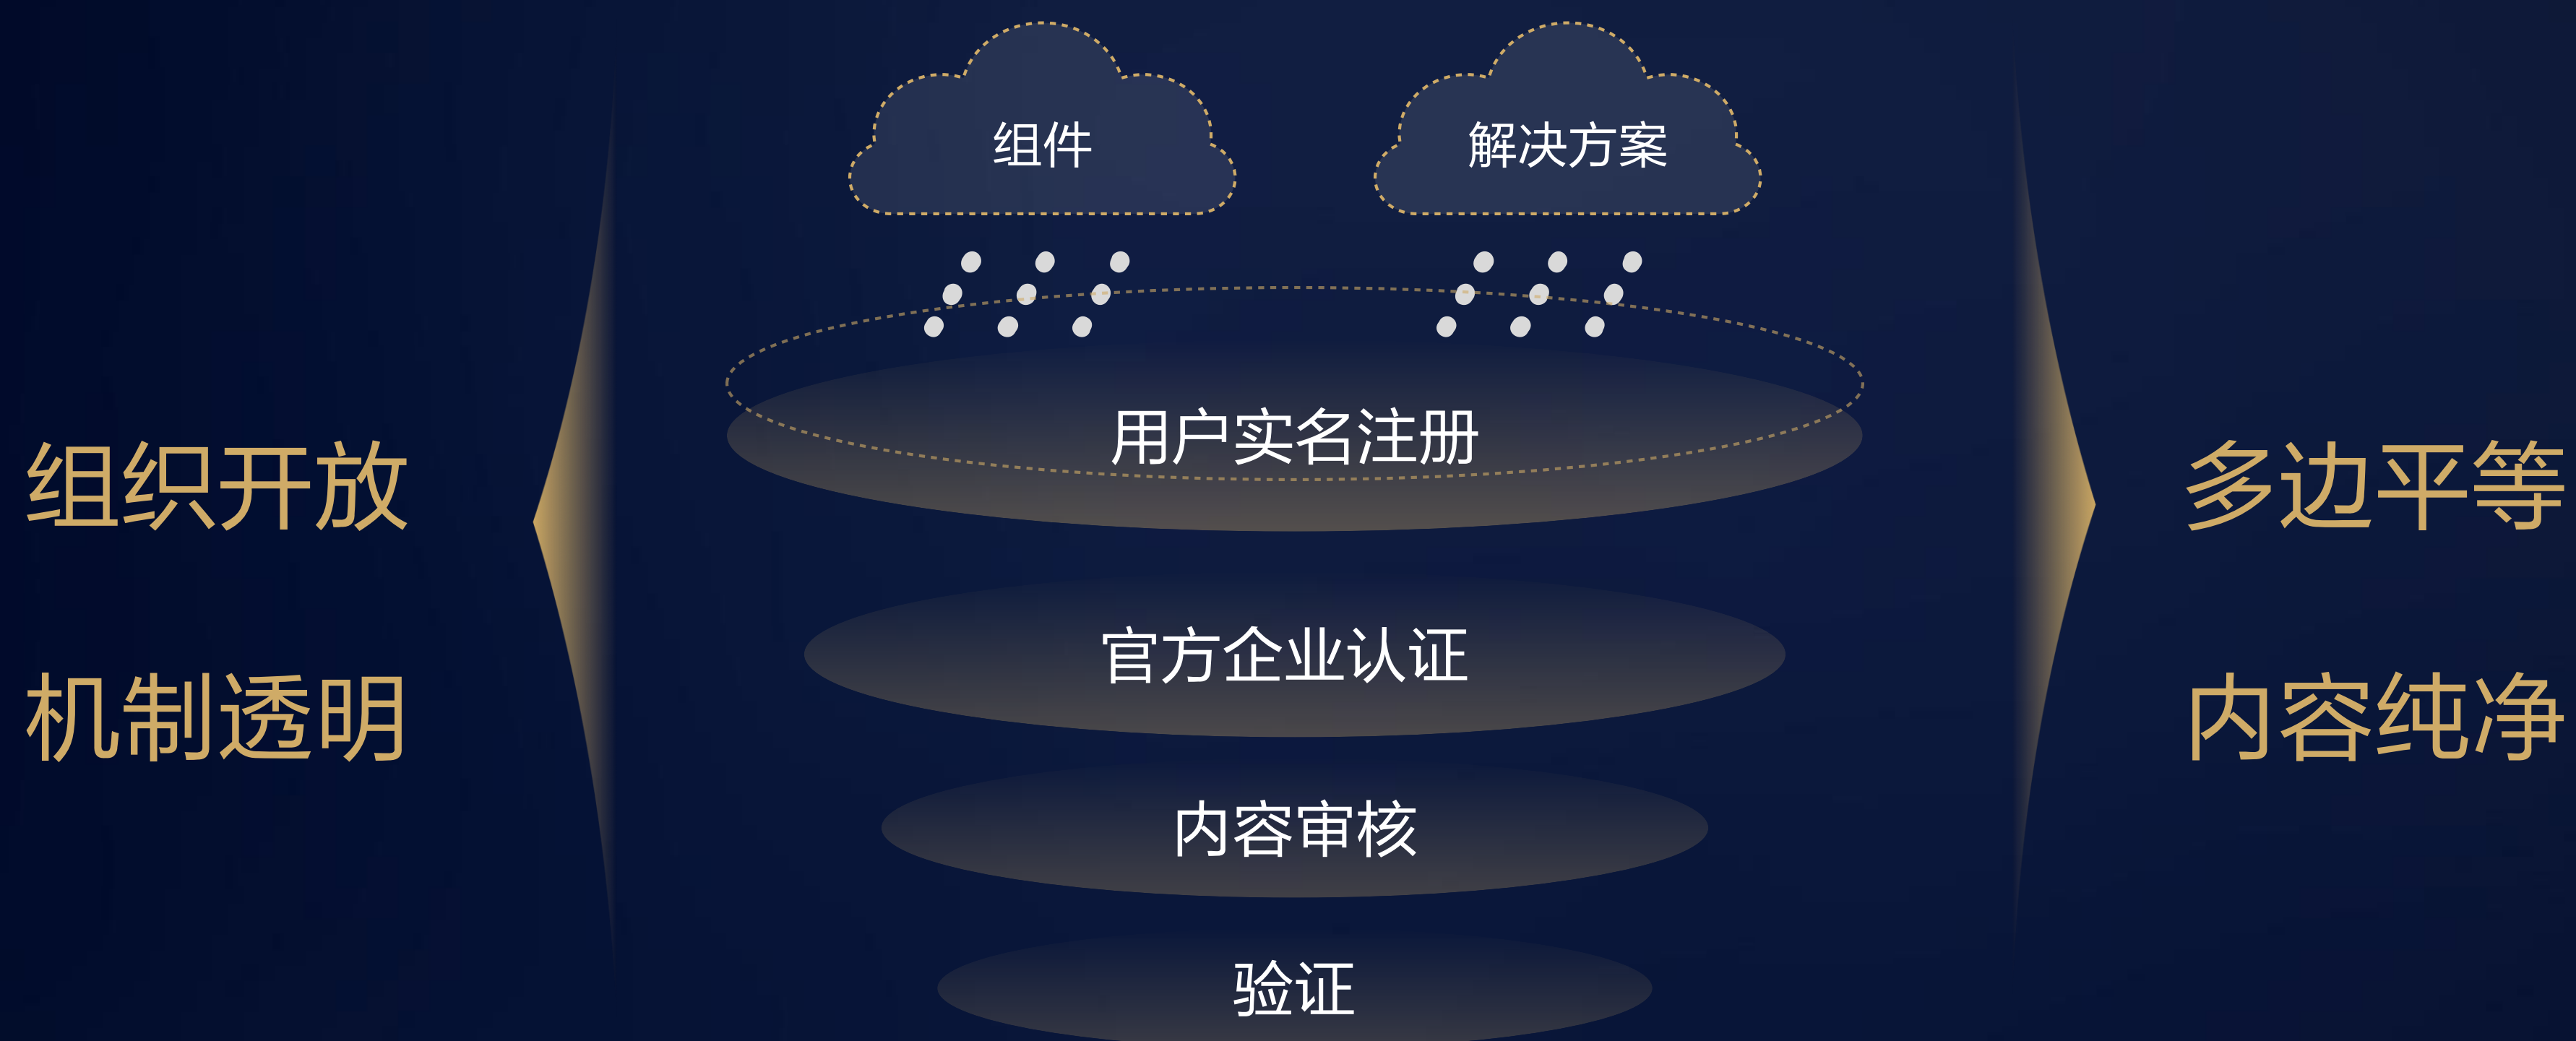 组件
解决方案
用户实名注册
官方企业认证
内容审核
验证
组织开放
机制透明
多边平等
内容纯净